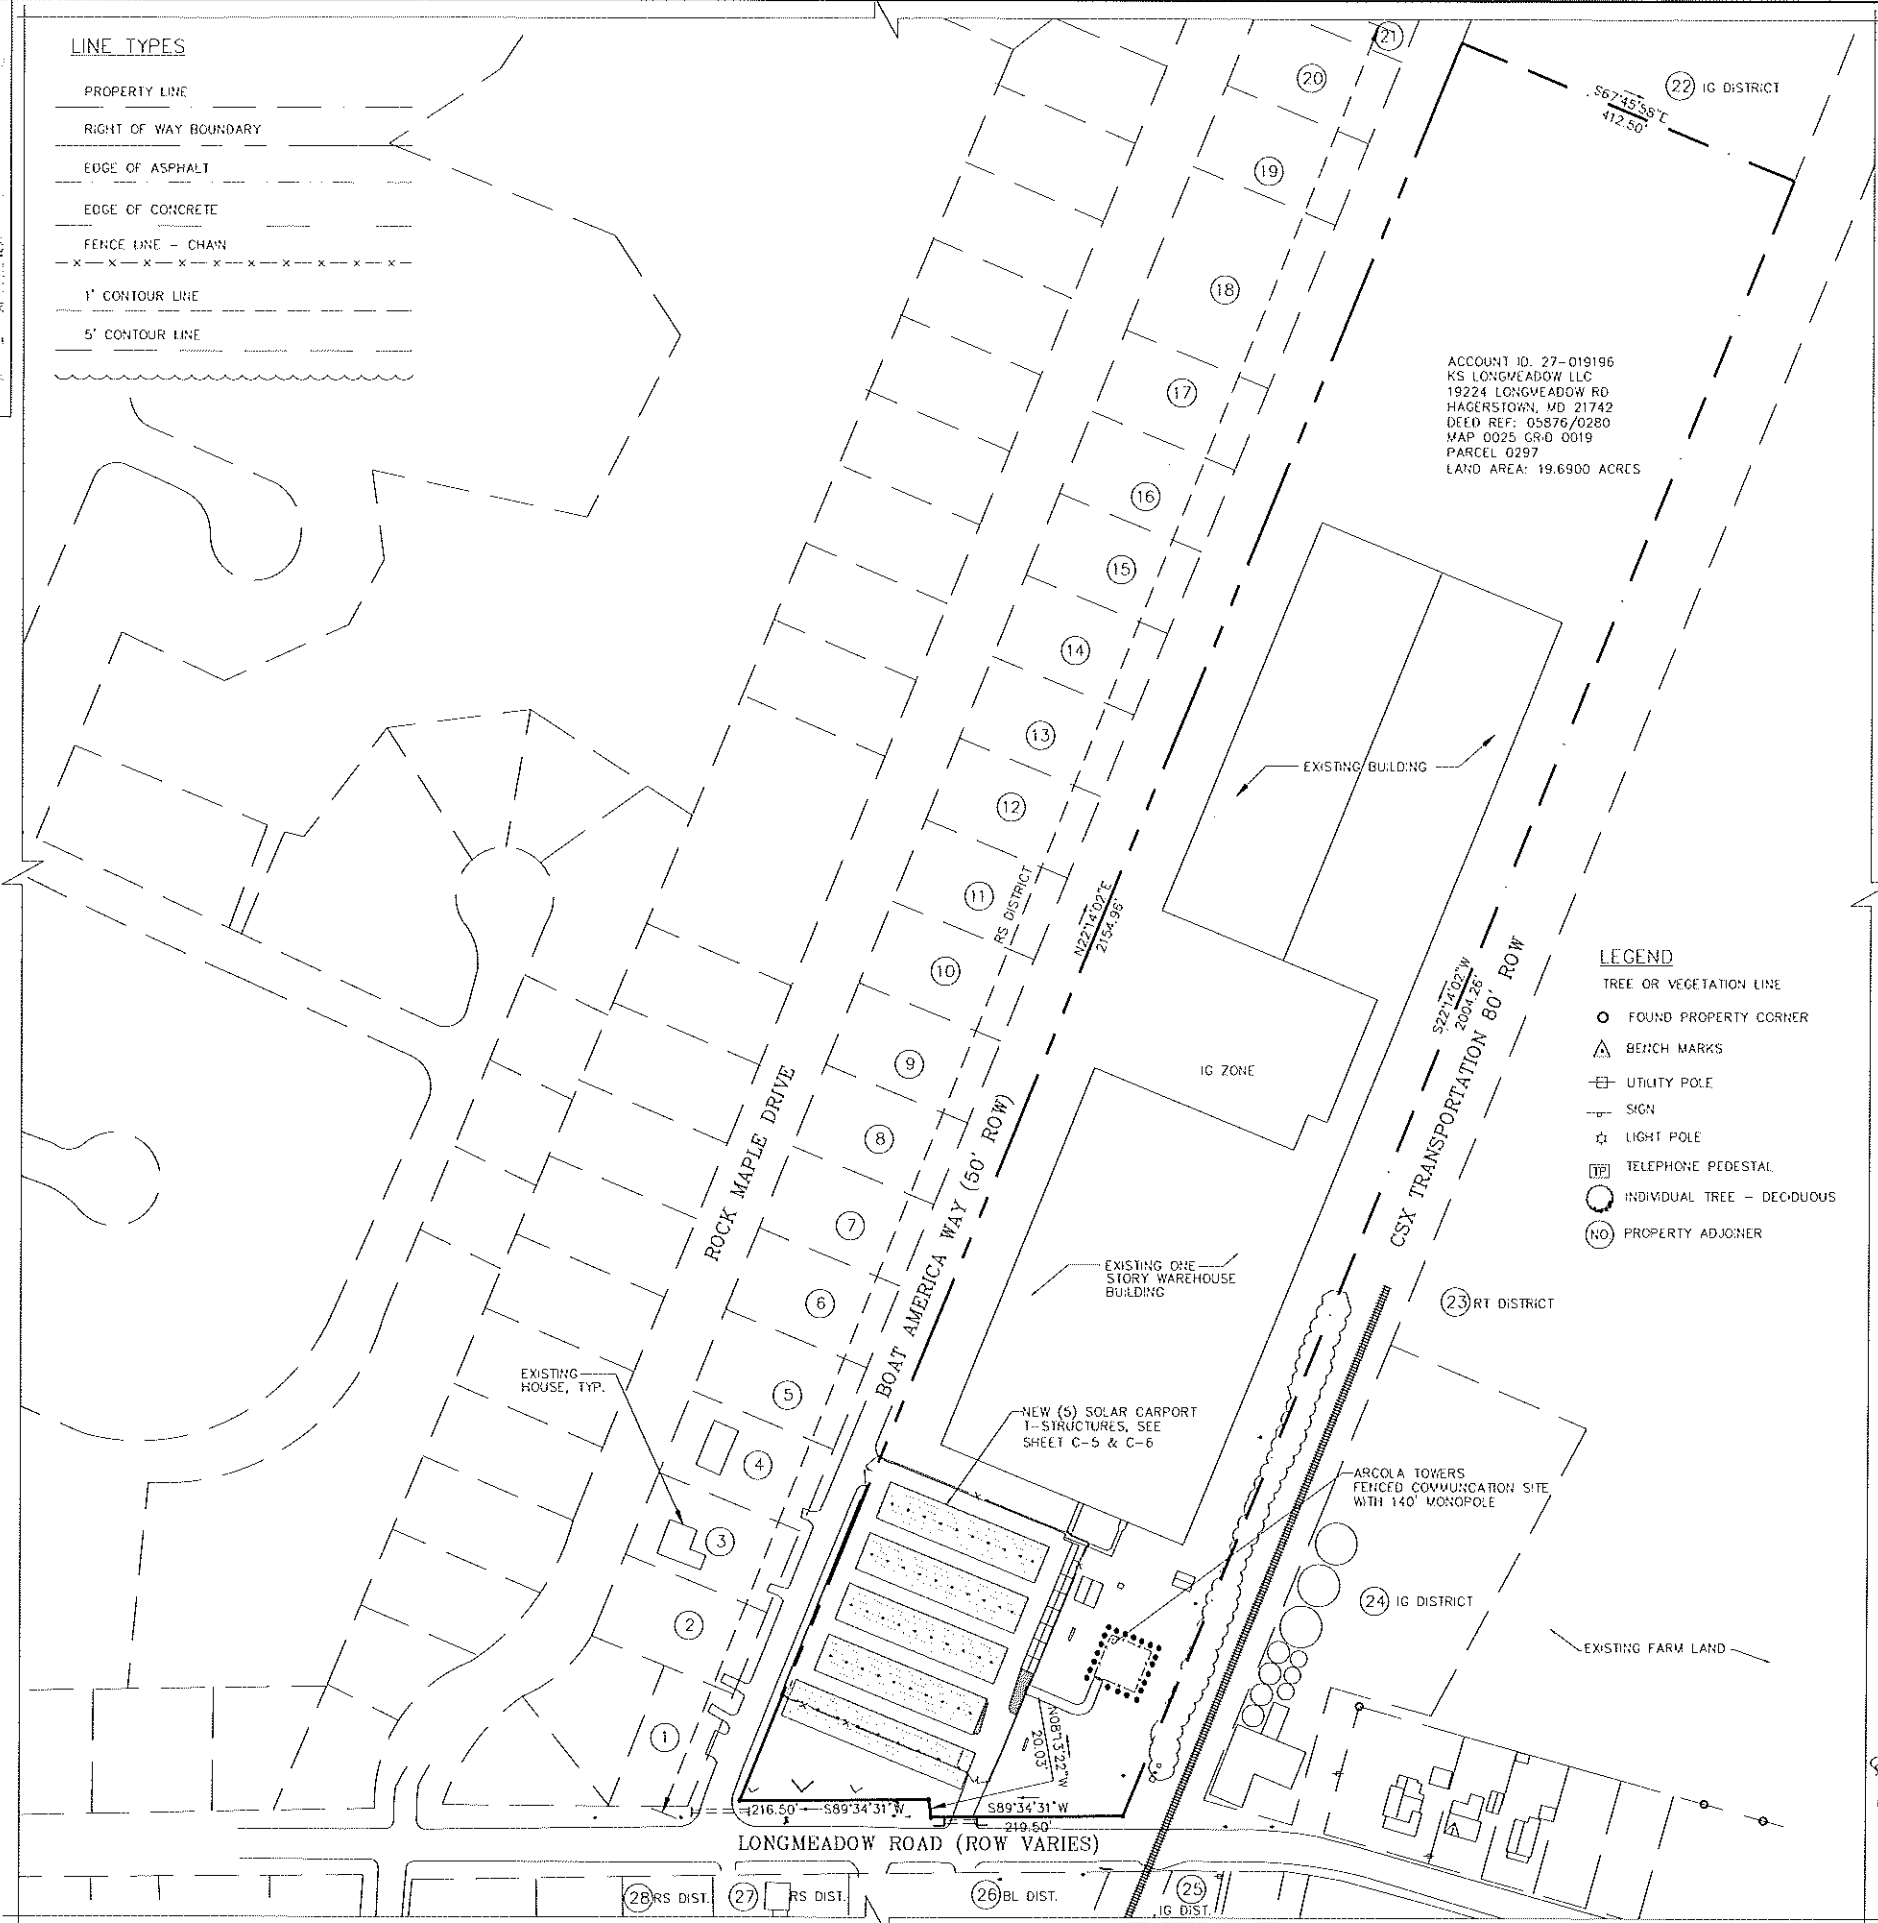 LINE TYPES
PROPERTY LINE
RIGHT OF WAY BOUNDARY
EDGE OF ASPHALT
EDGE OF CONCRETE
FENCE LINE - CHAIN
1' CONTOUR LINE
5' CONTOUR LINE
21
20
22 IG DISTRICT
S67°45'58"E
412.50'
19
18
17
ACCOUNT ID. 27-019196
KS LONGMEADOW LLC
19224 LONGMEADOW RD
HAGERSTOWN, MD 21742
DEED REF: 05876/0280
MAP 0025 GRID 0019
PARCEL 0297
LAND AREA: 19.6900 ACRES
16
15
14
13
EXISTING BUILDING
12
11
RS DISTRICT
N22°14'02"E
2154.96'
10
S22°14'02"W
2004.26'
CSX TRANSPORTATION 80' ROW
LEGEND
TREE OR VEGETATION LINE
FOUND PROPERTY CORNER
BENCH MARKS
UTILITY POLE
SIGN
LIGHT POLE
TP TELEPHONE PEDESTAL
INDIVIDUAL TREE - DECIDUOUS
NO PROPERTY ADJOINER
9
IG ZONE
ROCK MAPLE DRIVE
8
BOAT AMERICA WAY (50' ROW)
7
EXISTING ONE
STORY WAREHOUSE
BUILDING
6
23 RT DISTRICT
EXISTING
HOUSE, TYP.
5
NEW (5) SOLAR CARPORT
T-STRUCTURES, SEE
SHEET C-5 & C-6
4
ARCOLA TOWERS
FENCED COMMUNCATION SITE
WITH 140' MONOPOLE
3
2
24 IG DISTRICT
EXISTING FARM LAND
1
N08°13'22"W
20.03'
216.50' S89°34'31"W
S89°34'31"W
219.50'
LONGMEADOW ROAD (ROW VARIES)
28 RS DIST.
27 RS DIST.
26 BL DIST.
25
IG DIST.